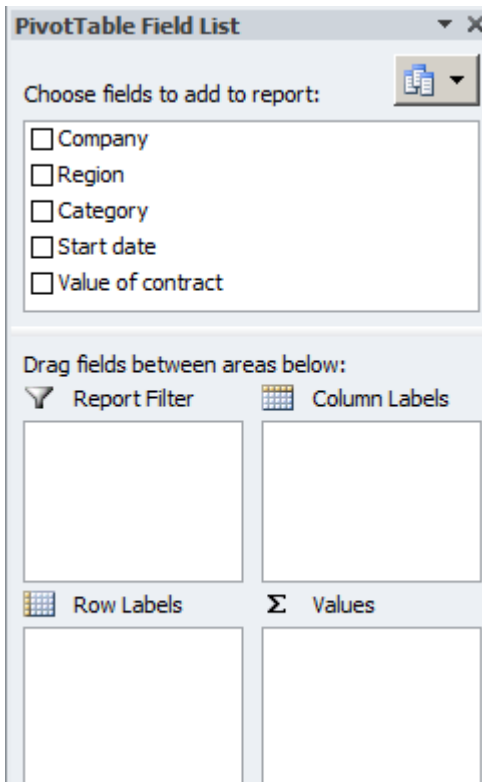 PivotTable Field List
Choose fields to add to report:
Company
Region
Category
Start date
Value of contract
Drag fields between areas below:
Report Filter
Column Labels
Row Labels
Σ Values